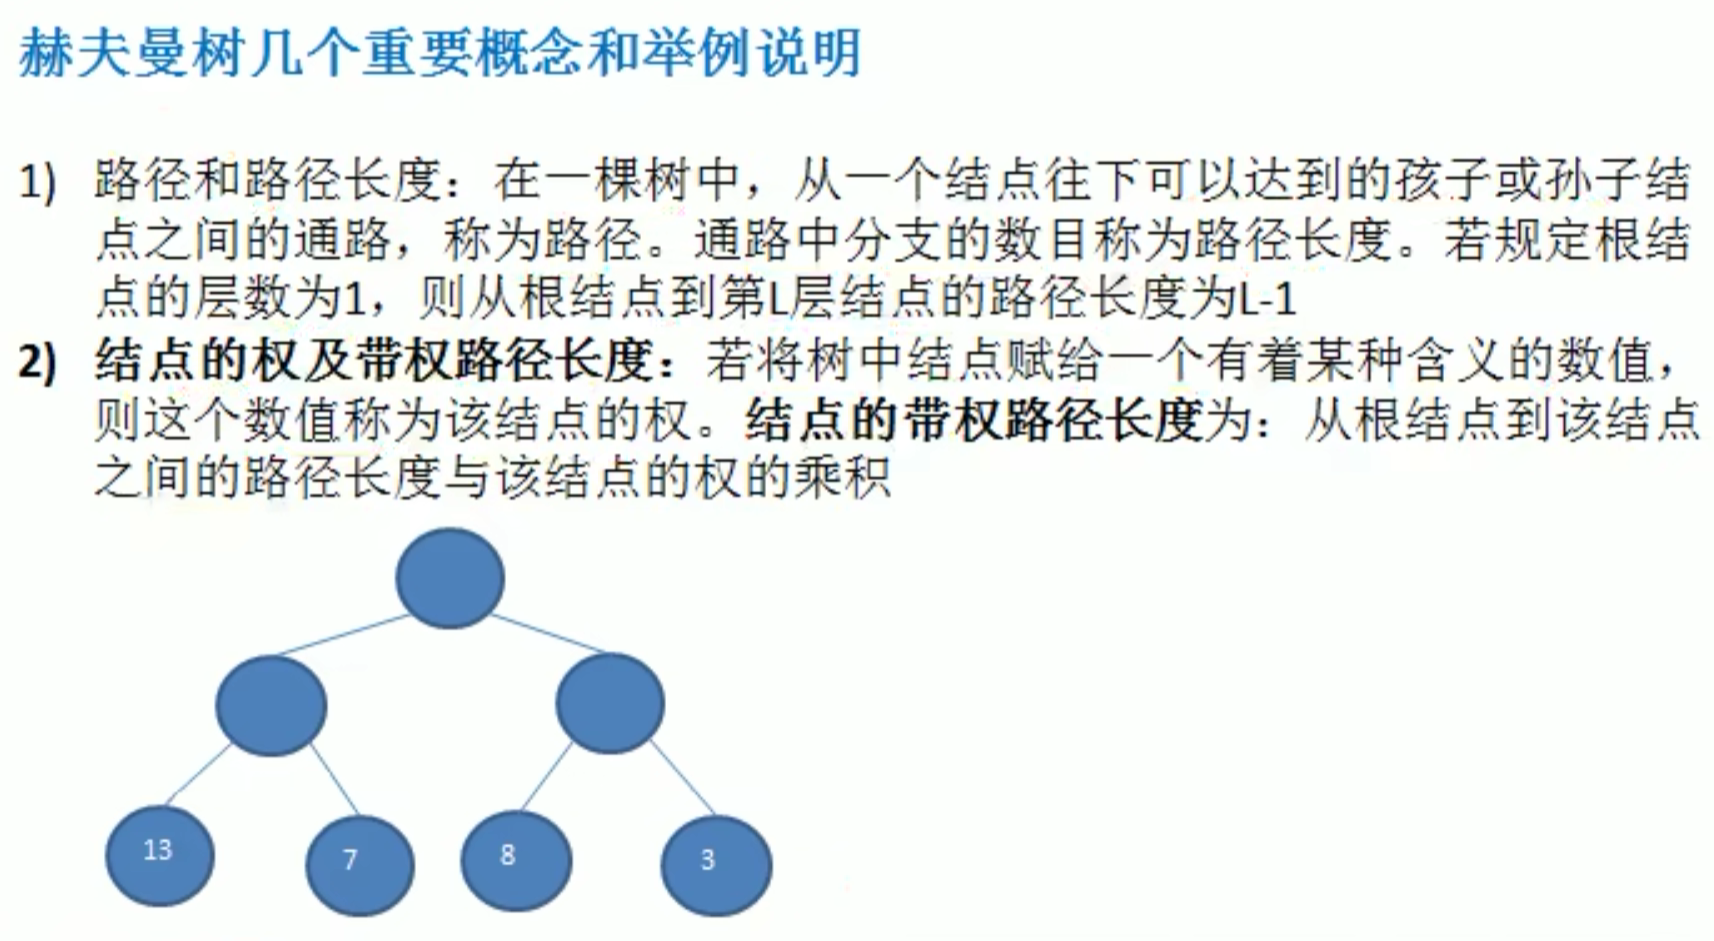 赫夫曼树几个重要概念和举例说明
1) 路径和路径长度：在一棵树中，从一个结点往下可以达到的孩子或孙子结
点之间的通路，称为路径。通路中分支的数目称为路径长度。若规定根结
点的层数为1，则从根结点到第L层结点的路径长度为L-1
2) 结点的权及带权路径长度：若将树中结点赋给一个有着某种含义的数值，
则这个数值称为该结点的权。结点的带权路径长度为：从根结点到该结点
之间的路径长度与该结点的权的乘积
13 7 8 3